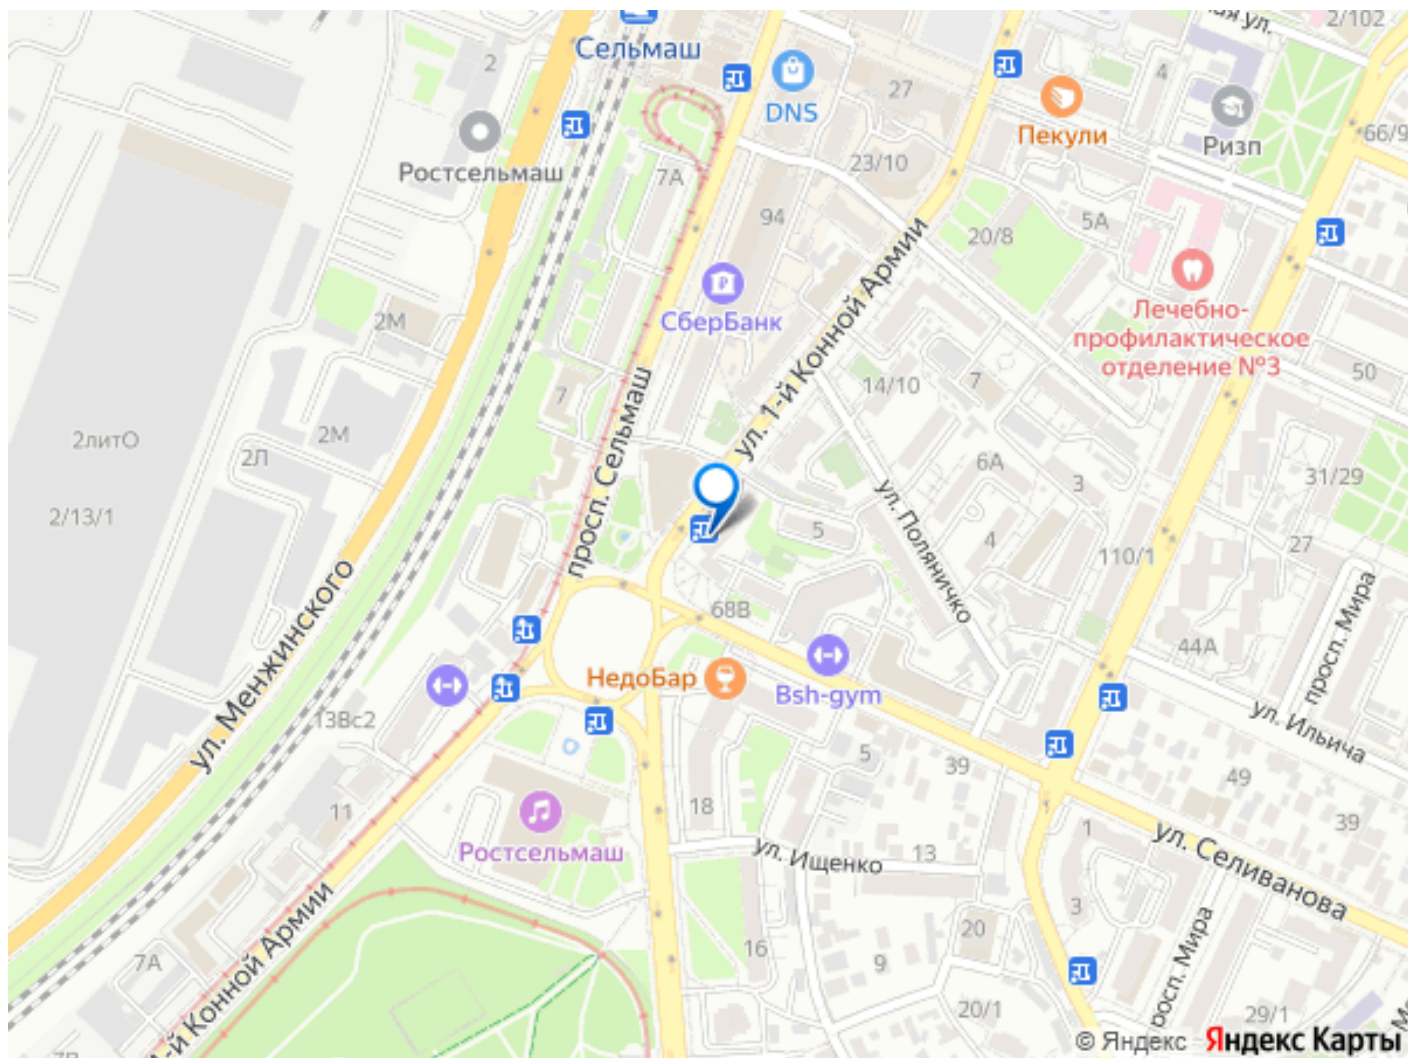 2/102
Сельмаш
2
27
4
DNS
Пекули
66/9
Ризп
23/10
Ростсельмаш
7А
94
5А
20/8
ул. 1-й Конной Армии
Лечебно-
профилактическое
отделение №3
СберБанк
2М
14/10
7
50
7
просп. Сельмаш
2литО
2М
2Л
6А
3
31/29
2/13/1
ул. Поляничко
5
4
110/1
27
просп. Мира
ул. Менжинского
68В
44А
НедоБар
Bsh-gym
13Вс2
ул. Ильича
5
39
49
18
11
39
1
Ростсельмаш
ул. Ищенко
13
ул. Селиванова
3
1-й Конной Армии
20
16
9
7А
просп. Мира
20/1
29/1
7В
© Яндекс Яндекс Карты